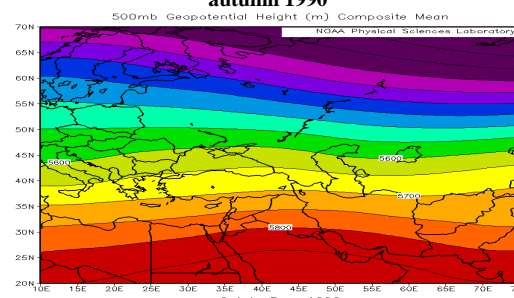 autumn 1990
500mb Geopotential Height (m) Composite Mean
NOAA Physical Sciences Laboratory
70N
65N
60N
55N
50N
45N
40N
35N
30N
25N
20N
5600
5600
5700
5800
10E 15E 20E 25E 30E 35E 40E 45E 50E 55E 60E 65E 70E 75E